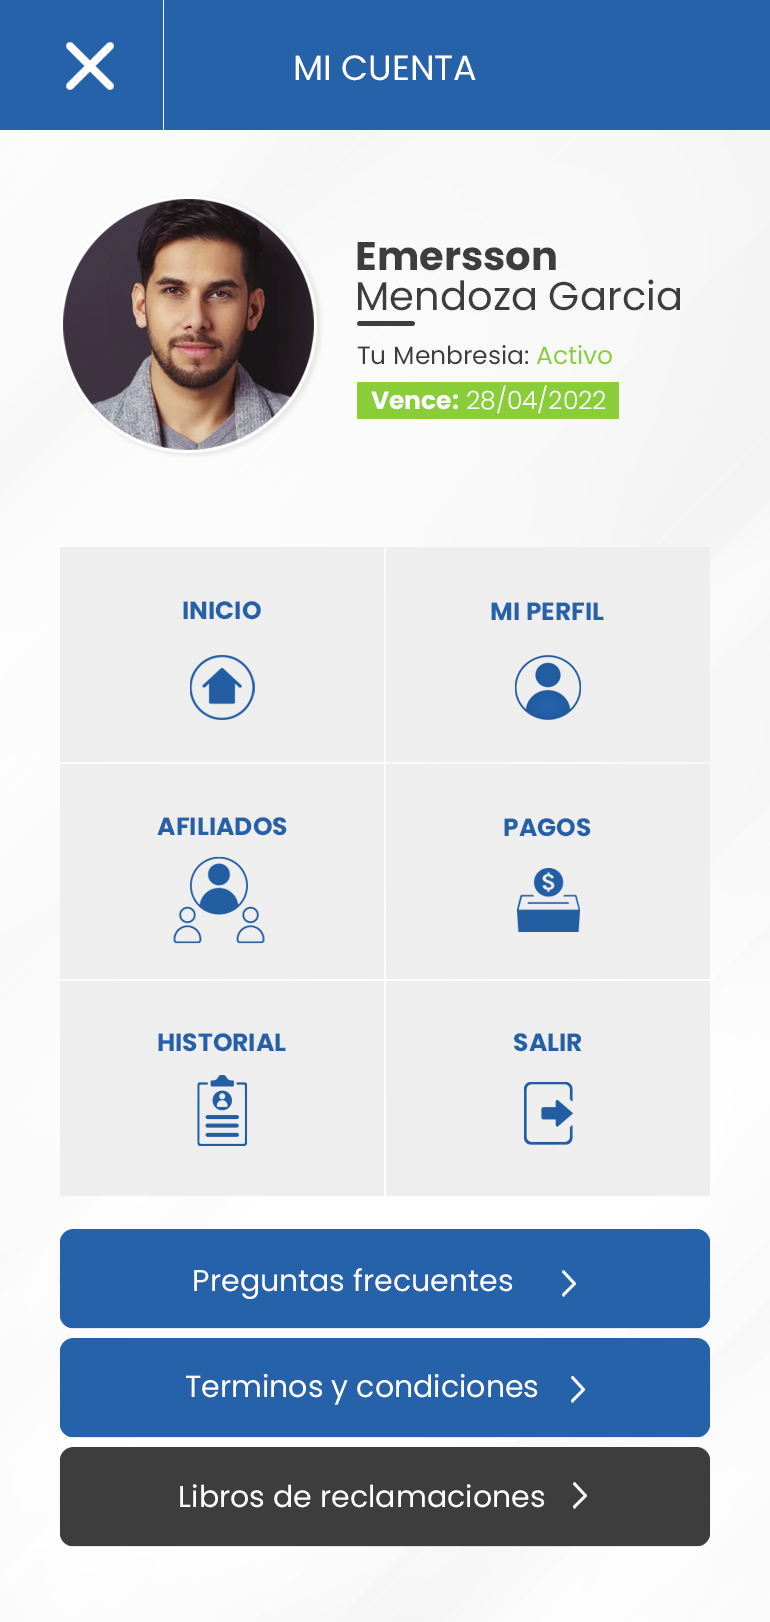 MI CUENTA
Emersson
Mendoza Garcia
Tu Menbresia: Activo
Vence: 28/04/2022
INICIO
MI PERFIL
AFILIADOS
PAGOS
$
HISTORIAL
SALIR
Preguntas frecuentes
Terminos y condiciones
Libros de reclamaciones